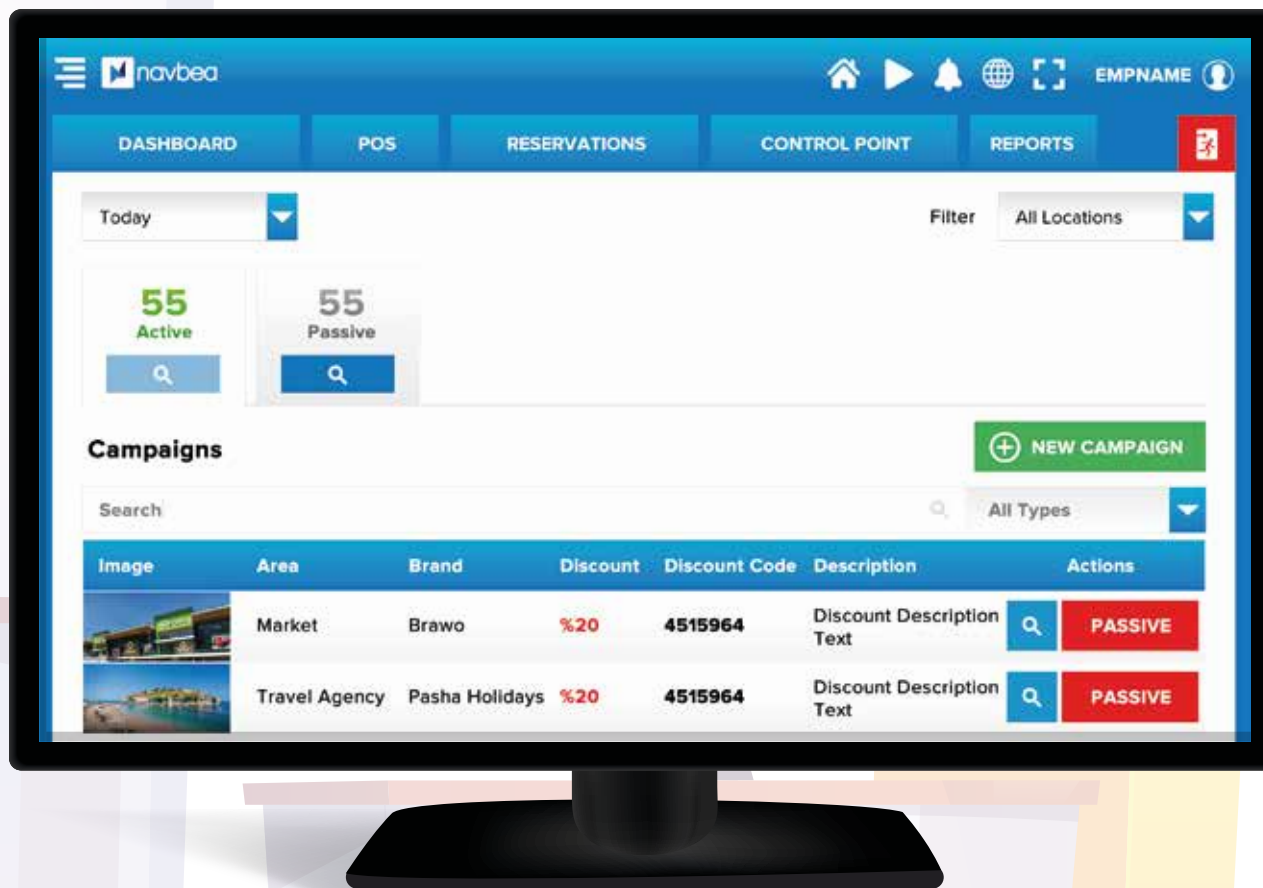 navbea
EMPNAME
DASHBOARD POS RESERVATIONS CONTROL POINT REPORTS
Today Filter All Locations
55 55
Active Passive
Campaigns NEW CAMPAIGN
Search All Types
Image Area Brand Discount Discount Code Description Actions
Market Brawo %20 4515964 Discount Description Text PASSIVE
Travel Agency Pasha Holidays %20 4515964 Discount Description Text PASSIVE